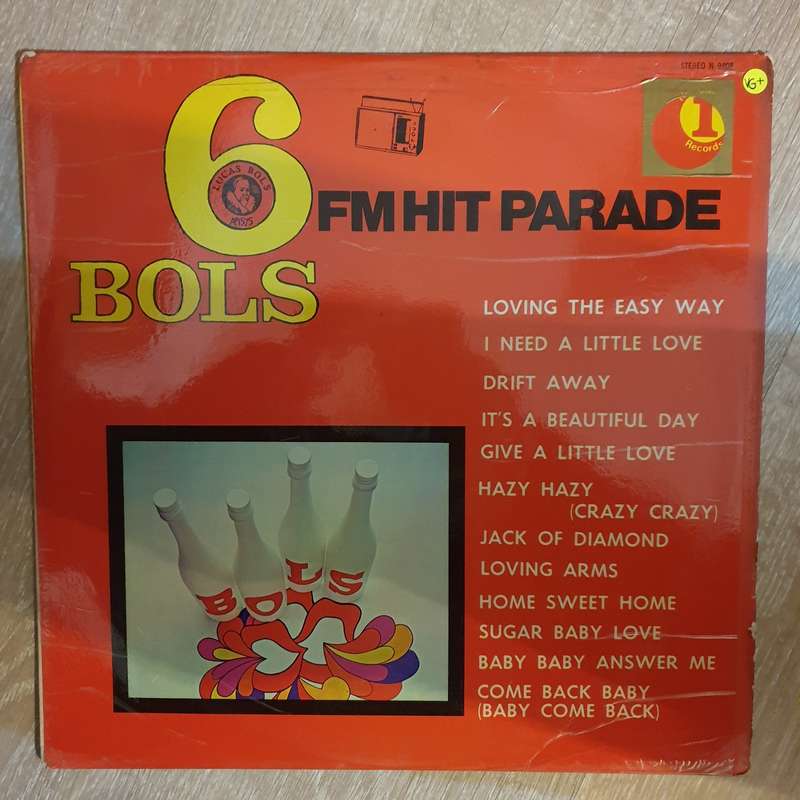 STEREO N 9408
VG+
1
Records
6
LUCAS BOLS
FM HIT PARADE
BOLS
LOVING THE EASY WAY
I NEED A LITTLE LOVE
DRIFT AWAY
IT'S A BEAUTIFUL DAY
GIVE A LITTLE LOVE
HAZY HAZY
(CRAZY CRAZY)
JACK OF DIAMOND
LOVING ARMS
HOME SWEET HOME
SUGAR BABY LOVE
BABY BABY ANSWER ME
COME BACK BABY
(BABY COME BACK)
BOLS